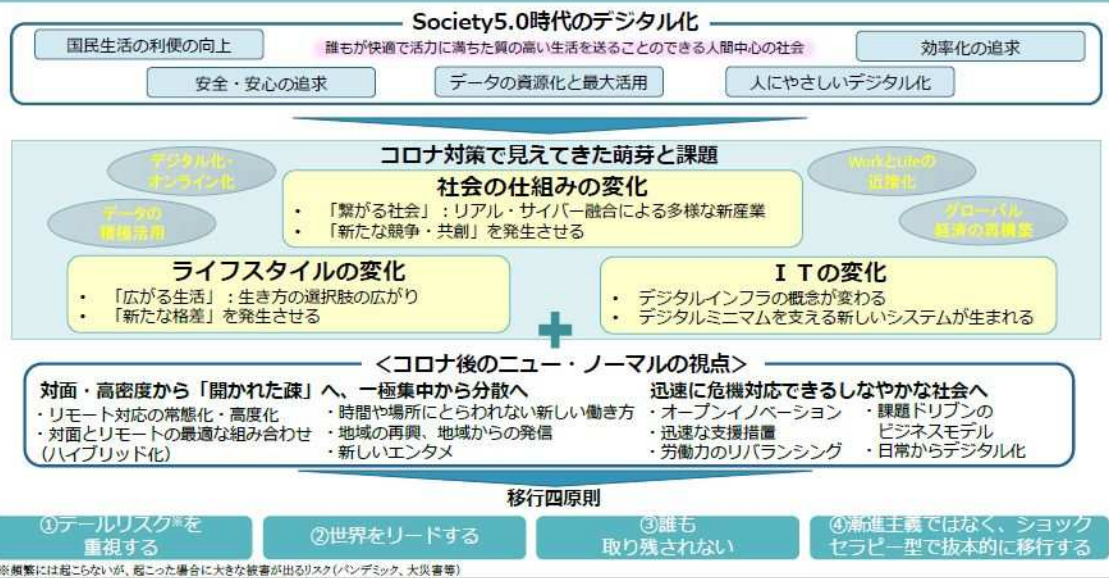 Society5.0時代のデジタル化
国民生活の利便の向上
誰もが快適で活力に満ちた質の高い生活を送ることのできる人間中心の社会
効率化の追求
安全・安心の追求
データの資源化と最大活用
人にやさしいデジタル化
コロナ対策で見えてきた萌芽と課題
デジタル化・
オンライン化
WorkとLifeの
近接化
データの
積極活用
グローバル
経済の再構築
社会の仕組みの変化
・ 「繋がる社会」：リアル・サイバー融合による多様な新産業
・ 「新たな競争・共創」を発生させる
ライフスタイルの変化
・ 「広がる生活」：生き方の選択肢の広がり
・ 「新たな格差」を発生させる
ＩＴの変化
・ デジタルインフラの概念が変わる
・ デジタルミニマムを支える新しいシステムが生まれる
＜コロナ後のニュー・ノーマルの視点＞
対面・高密度から「開かれた疎」へ、一極集中から分散へ
・リモート対応の常態化・高度化
・対面とリモートの最適な組み合わせ
（ハイブリッド化）
・時間や場所にとらわれない新しい働き方
・地域の再興、地域からの発信
・新しいエンタメ
迅速に危機対応できるしなやかな社会へ
・オープンイノベーション
・迅速な支援措置
・労働力のリバランシング
・課題ドリブンの
ビジネスモデル
・日常からデジタル化
移行四原則
①テールリスク※を
重視する
②世界をリードする
③誰も
取り残されない
④漸進主義ではなく、ショック
セラピー型で抜本的に移行する
※頻繁には起こらないが、起こった場合に大きな被害が出るリスク（パンデミック、大災害等）